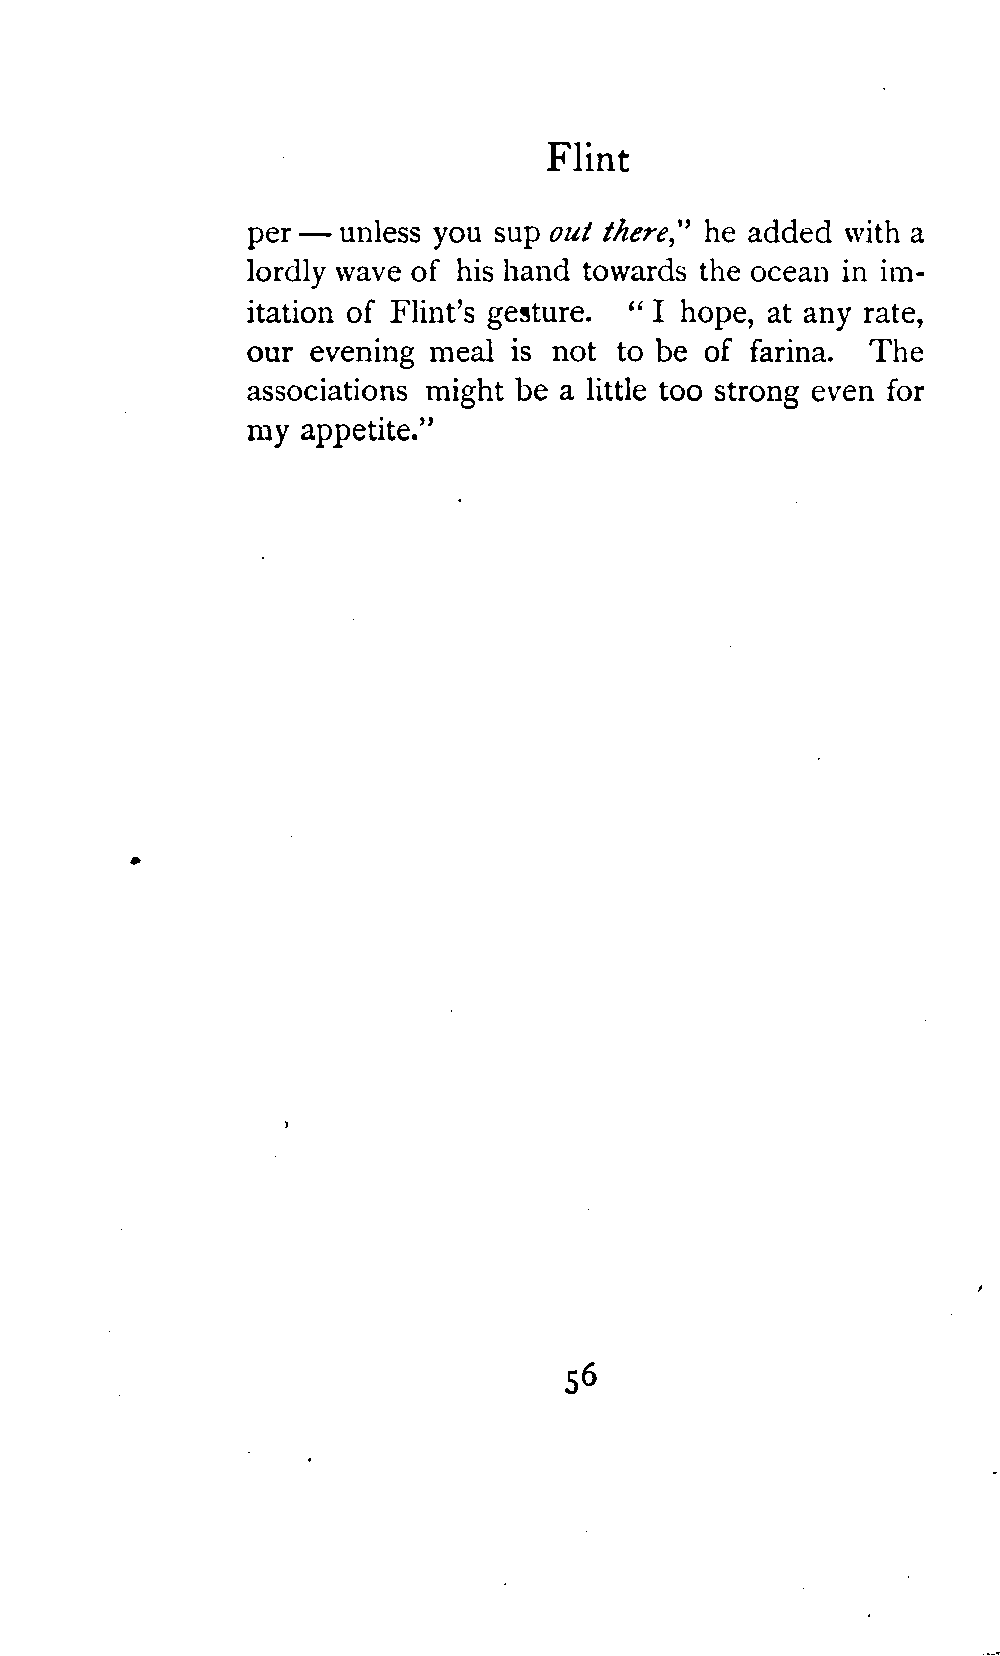 Flint
per — unless you sup out there," he added with a
lordly wave of his hand towards the ocean in im-
itation of Flint's gesture. "I hope, at any rate,
our evening meal is not to be of farina. The
associations might be a little too strong even for
my appetite."
56